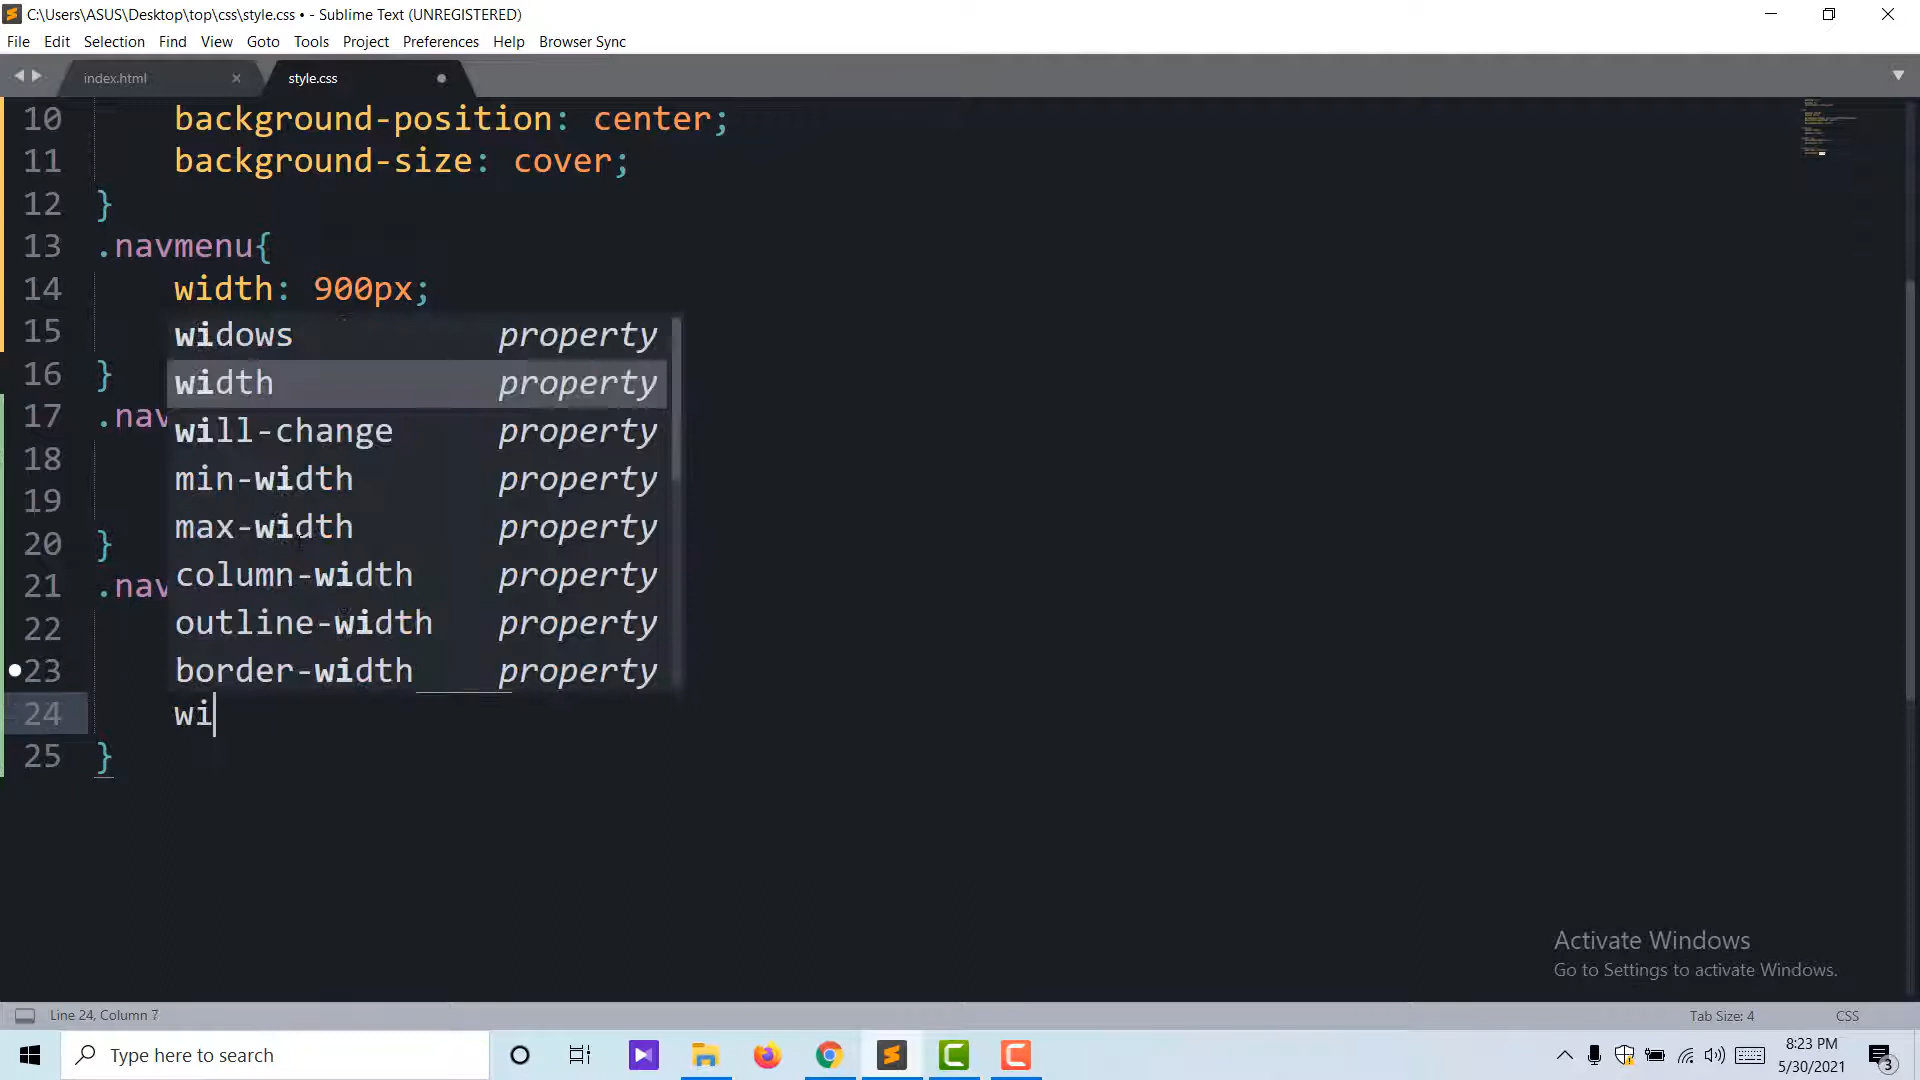 C:\Users\ASUS\Desktop\top\css\style.css • - Sublime Text (UNREGISTERED)
File Edit Selection Find View Goto Tools Project Preferences Help Browser Sync
index.html × style.css
10 background-position: center;
11 background-size: cover;
12 }
13 .navmenu{
14 width: 900px;
15
widows property
16 }
width property
17 .nav
will-change property
18
min-width property
19
max-width property
20 }
column-width property
21 .nav
outline-width property
22
border-width property
23
24 wi
25 }
Activate Windows
Go to Settings to activate Windows.
Line 24, Column 7 Tab Size: 4 CSS
Type here to search
8:23 PM
5/30/2021
3